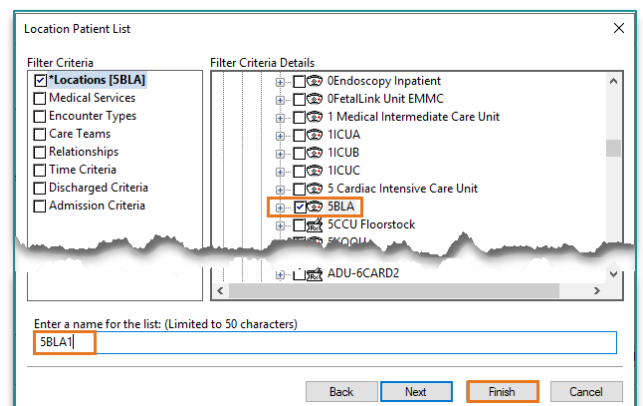 Location Patient List
Filter Criteria
*Locations [5BLA]
Medical Services
Encounter Types
Care Teams
Relationships
Time Criteria
Discharged Criteria
Admission Criteria
Filter Criteria Details
0Endoscopy Inpatient
0FetalLink Unit EMMC
1 Medical Intermediate Care Unit
1ICUA
1ICUB
1ICUC
5 Cardiac Intensive Care Unit
5BLA
5CCU Floorstock
ADU-6CARD2
Enter a name for the list: (Limited to 50 characters)
5BLA1
Back Next Finish Cancel